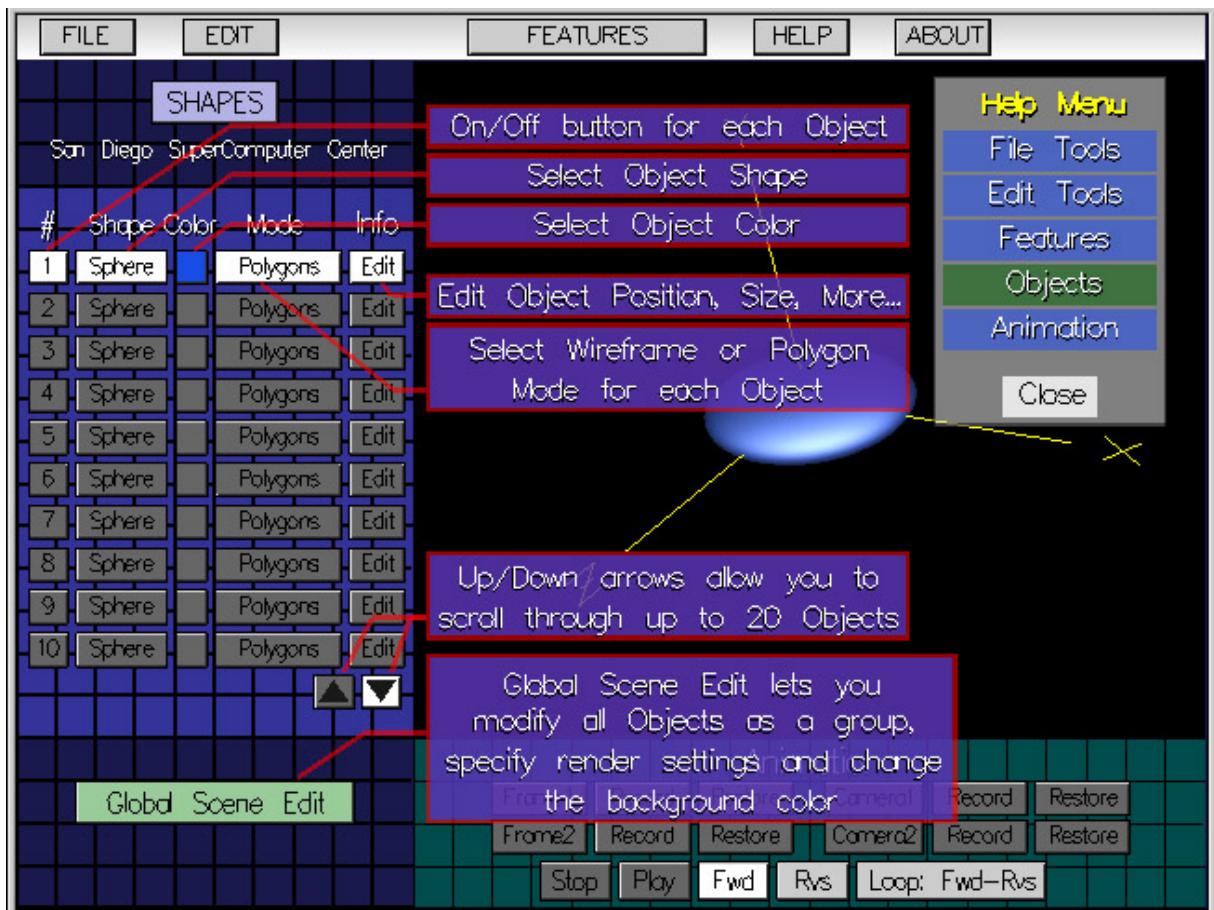 FILE EDIT FEATURES HELP ABOUT
SHAPES
San Diego SuperComputer Center
# Shape Color Mode Info
1 Sphere Polygons Edit
2 Sphere Polygons Edit
3 Sphere Polygons Edit
4 Sphere Polygons Edit
5 Sphere Polygons Edit
6 Sphere Polygons Edit
7 Sphere Polygons Edit
8 Sphere Polygons Edit
9 Sphere Polygons Edit
10 Sphere Polygons Edit
Global Scene Edit
On/Off button for each Object
Select Object Shape
Select Object Color
Edit Object Position, Size, More...
Select Wireframe or Polygon
Mode for each Object
Up/Down arrows allow you to
scroll through up to 20 Objects
Global Scene Edit lets you
modify all Objects as a group,
specify render settings and change
the background color
Help Menu
File Tools
Edit Tools
Features
Objects
Animation
Close
Camera1 Record Restore
Frame2 Record Restore Camera2 Record Restore
Stop Play Fwd Rvs Loop: Fwd-Rvs